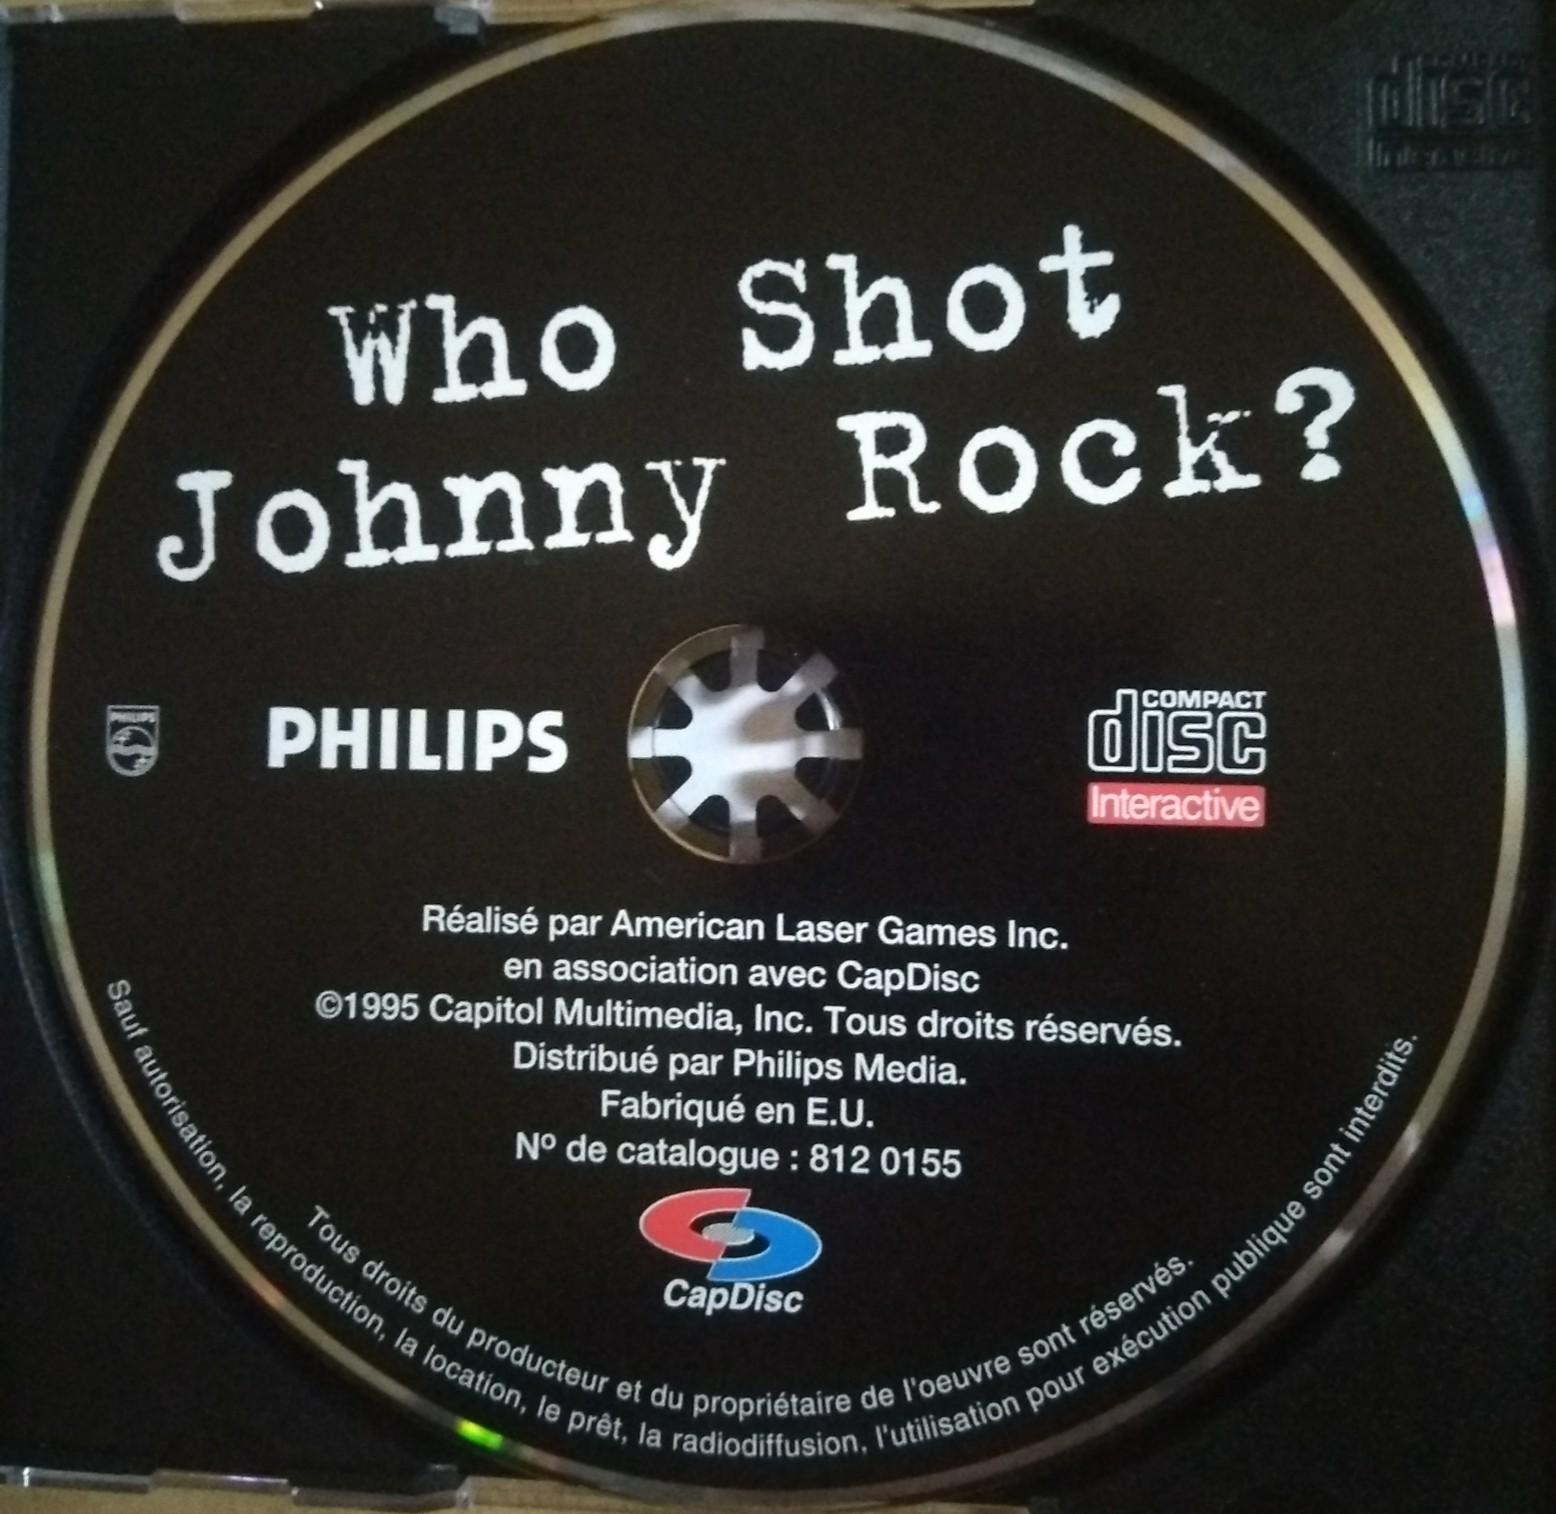 disc
Interactive
Who Shot
Johnny Rock?
PHILIPS
PHILIPS
COMPACT
disc
Interactive
Réalisé par American Laser Games Inc.
en association avec CapDisc
©1995 Capitol Multimedia, Inc. Tous droits réservés.
Distribué par Philips Media.
Fabriqué en E.U.
Nº de catalogue : 812 0155
CapDisc
Tous droits du producteur et du propriétaire de l'oeuvre sont réservés.
Sauf autorisation, la reproduction, la location, le prêt, la radiodiffusion, l'utilisation pour exécution publique sont interdits.